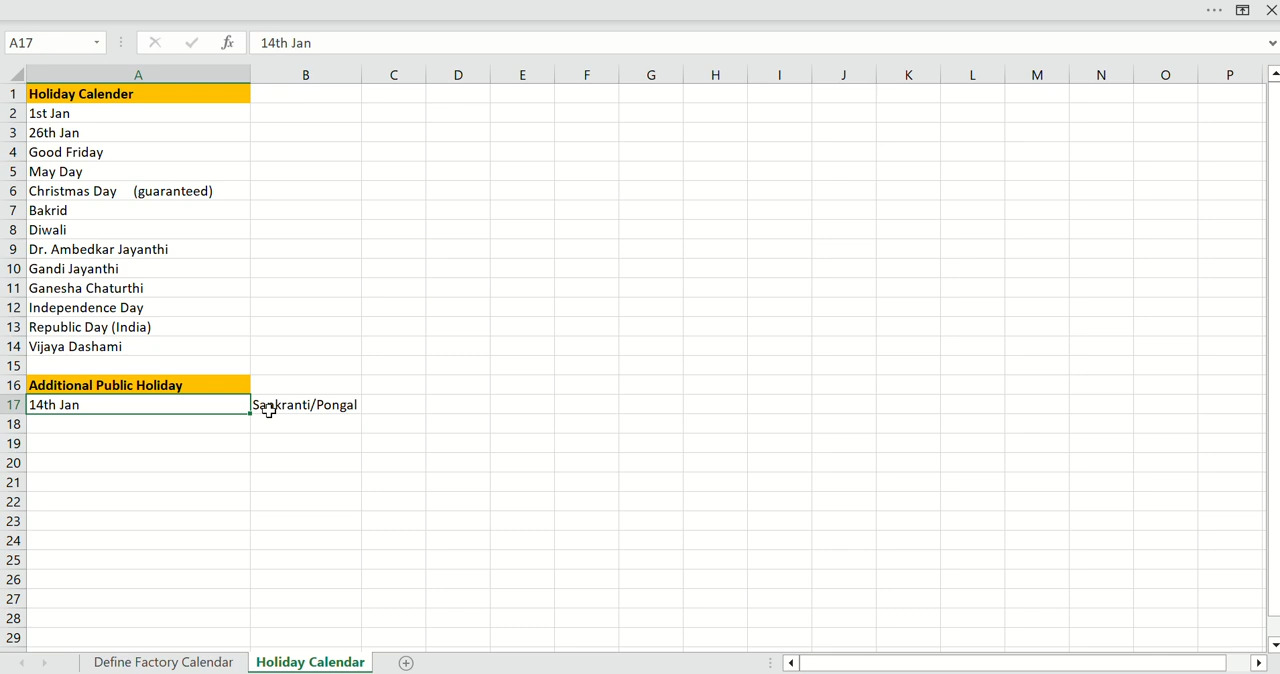 A17 fx 14th Jan
A B C D E F G H I J K L M N O P
1 Holiday Calender
2 1st Jan
3 26th Jan
4 Good Friday
5 May Day
6 Christmas Day (guaranteed)
7 Bakrid
8 Diwali
9 Dr. Ambedkar Jayanthi
10 Gandi Jayanthi
11 Ganesha Chaturthi
12 Independence Day
13 Republic Day (India)
14 Vijaya Dashami
15
16 Additional Public Holiday
17 14th Jan Sankranti/Pongal
18
19
20
21
22
23
24
25
26
27
28
29
Define Factory Calendar Holiday Calendar